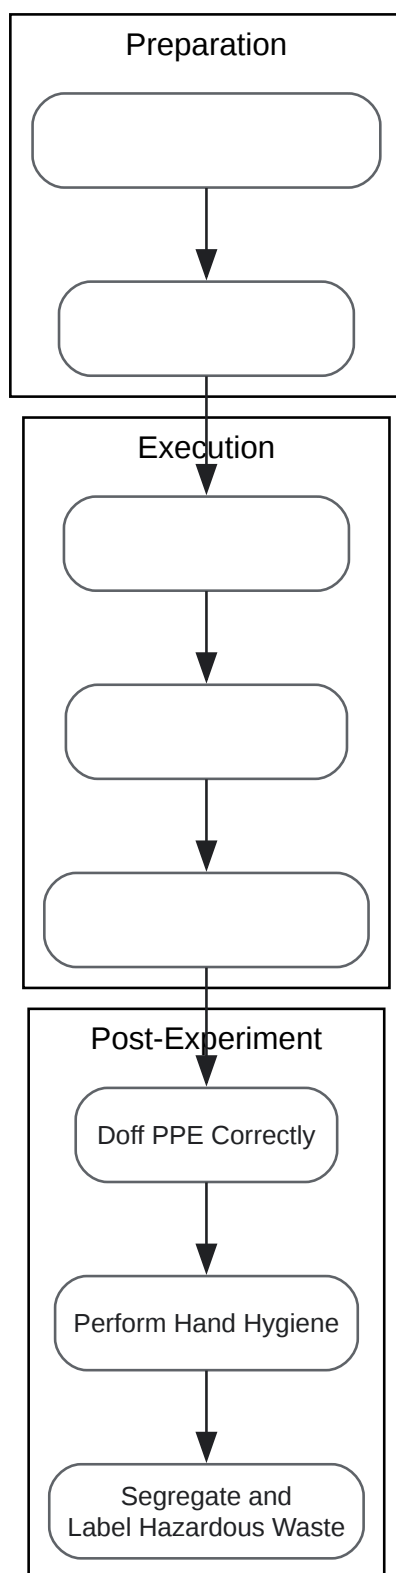 Preparation
Execution
Post-Experiment
Doff PPE Correctly
Perform Hand Hygiene
Segregate and
Label Hazardous Waste